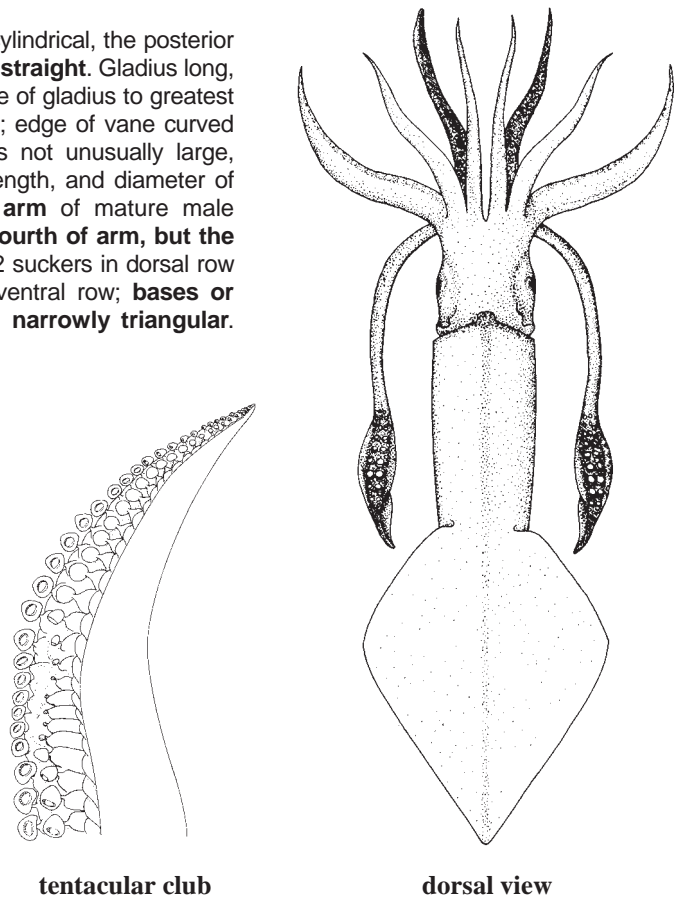 ylindrical, the posterior
straight. Gladius long,
e of gladius to greatest
; edge of vane curved
s not unusually large,
ength, and diameter of
arm of mature male
ourth of arm, but the
2 suckers in dorsal row
ventral row; bases or
narrowly triangular.
tentacular club
dorsal view